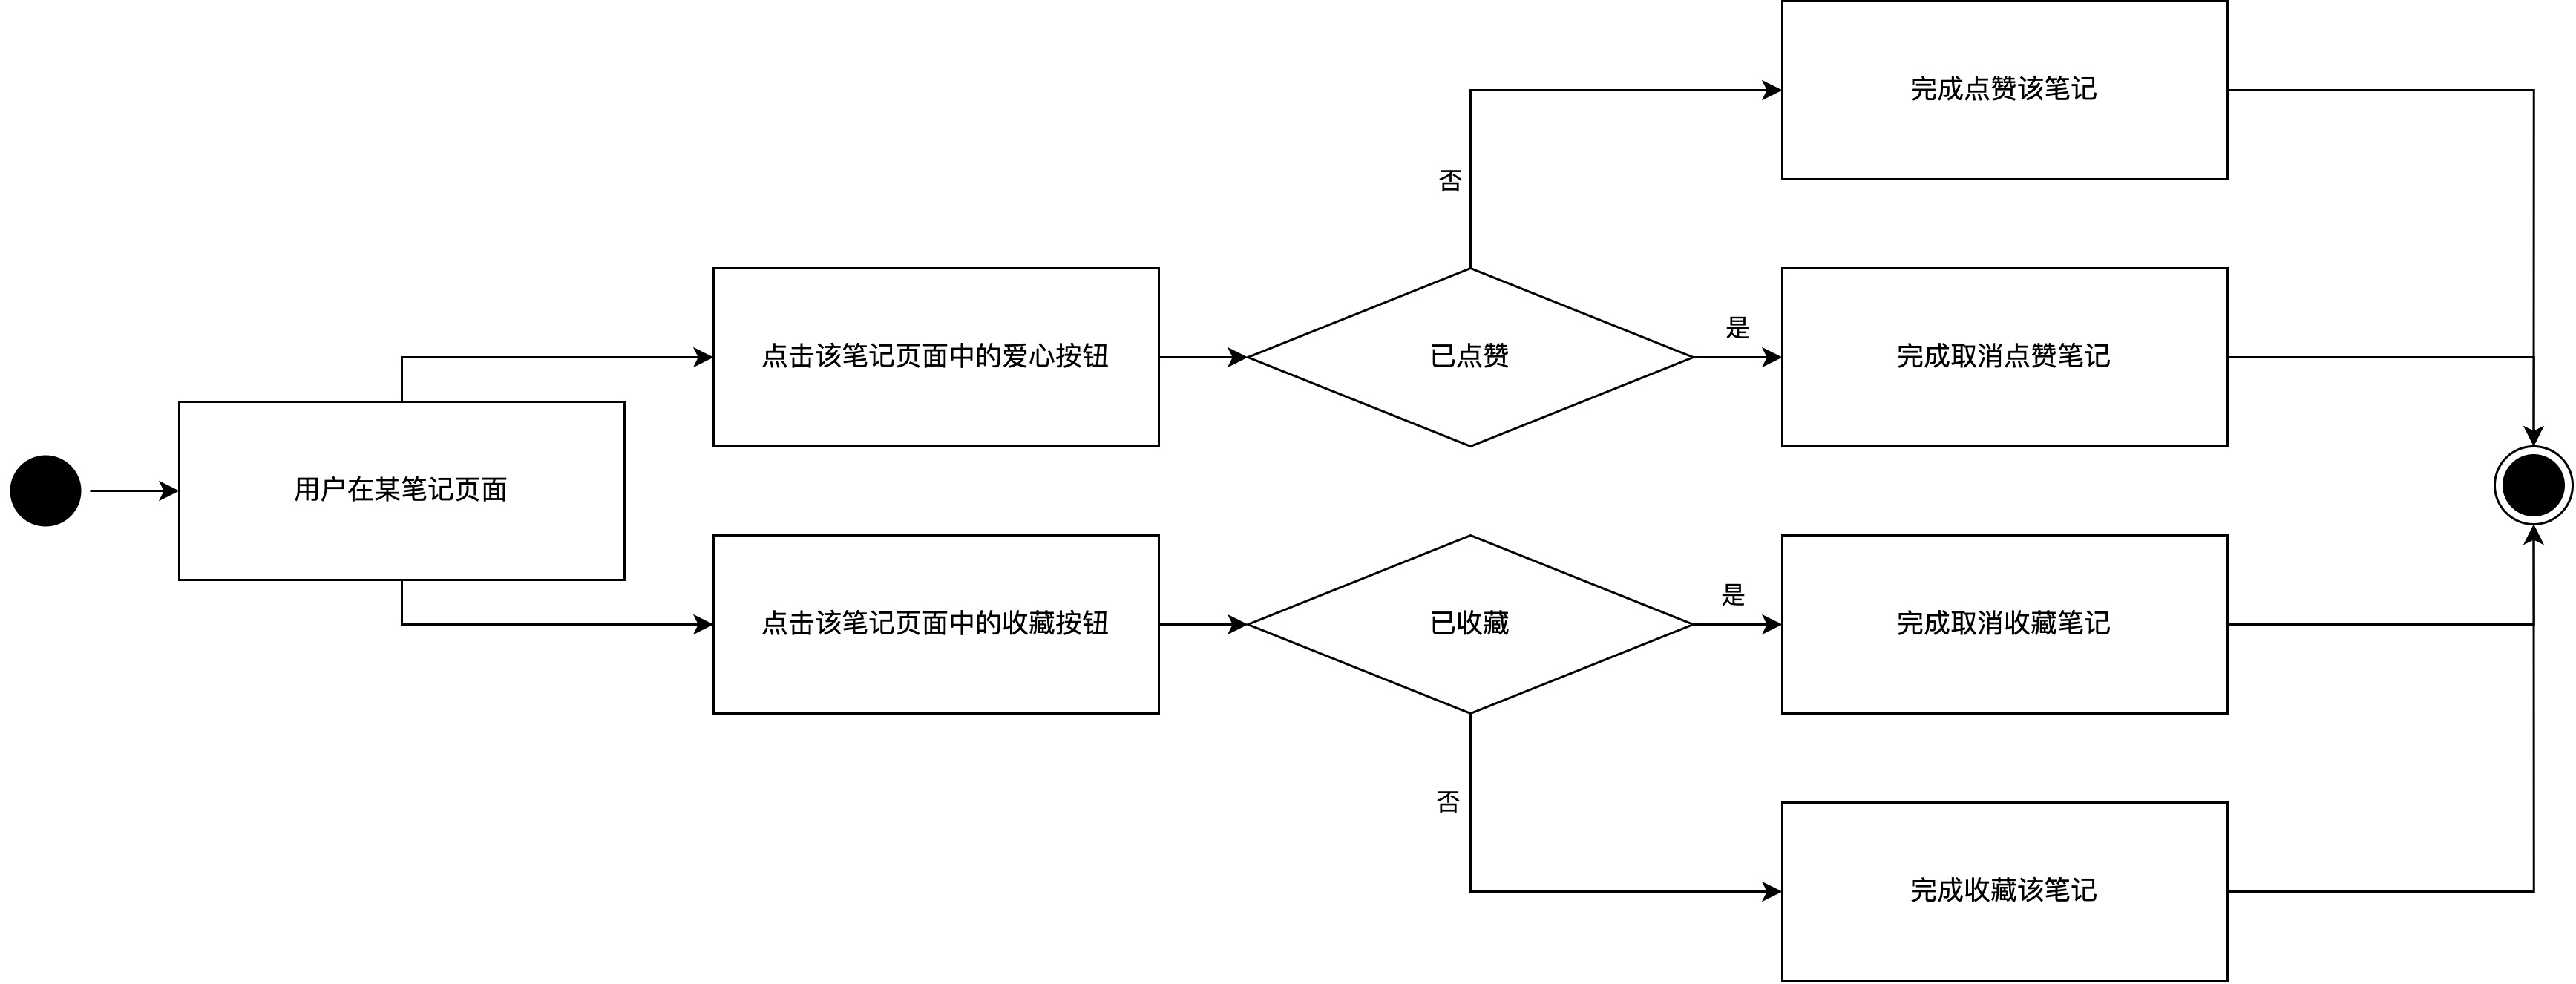 完成点赞该笔记
否
点击该笔记页面中的爱心按钮
已点赞
是
完成取消点赞笔记
用户在某笔记页面
点击该笔记页面中的收藏按钮
已收藏
是
完成取消收藏笔记
否
完成收藏该笔记